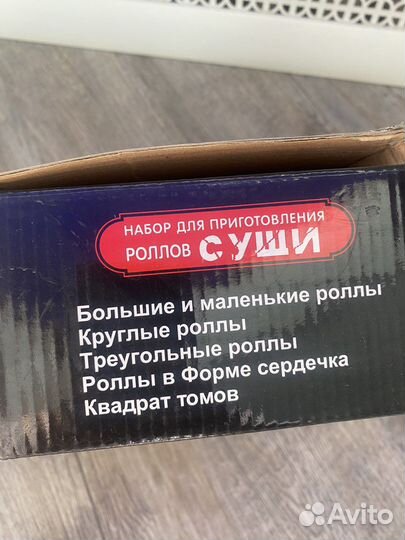 НАБОР ДЛЯ ПРИГОТОВЛЕНИЯ
РОЛЛОВ СУШИ
Большие и маленькие роллы
Круглые роллы
Треугольные роллы
Роллы в Форме сердечка
Квадрат томов
Avito